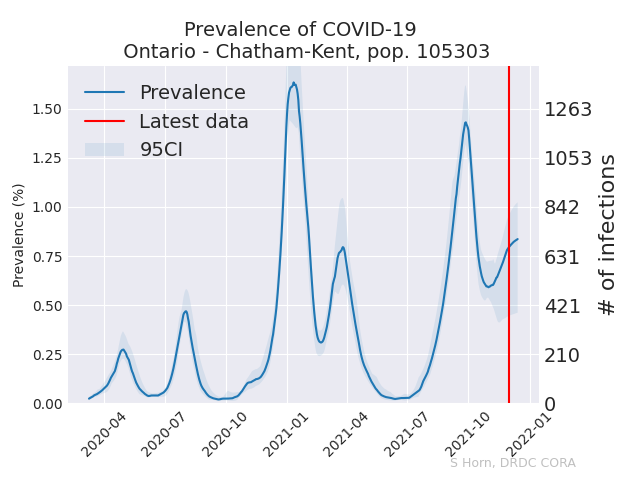 Prevalence of COVID-19
Ontario - Chatham-Kent, pop. 105303
Prevalence
Latest data
95CI
Prevalence (%)
1.50
1.25
1.00
0.75
0.50
0.25
0.00
1263
1053
842
631
421
210
0
# of infections
2020-04
2020-07
2020-10
2021-01
2021-04
2021-07
2021-10
2022-01
S Horn, DRDC CORA